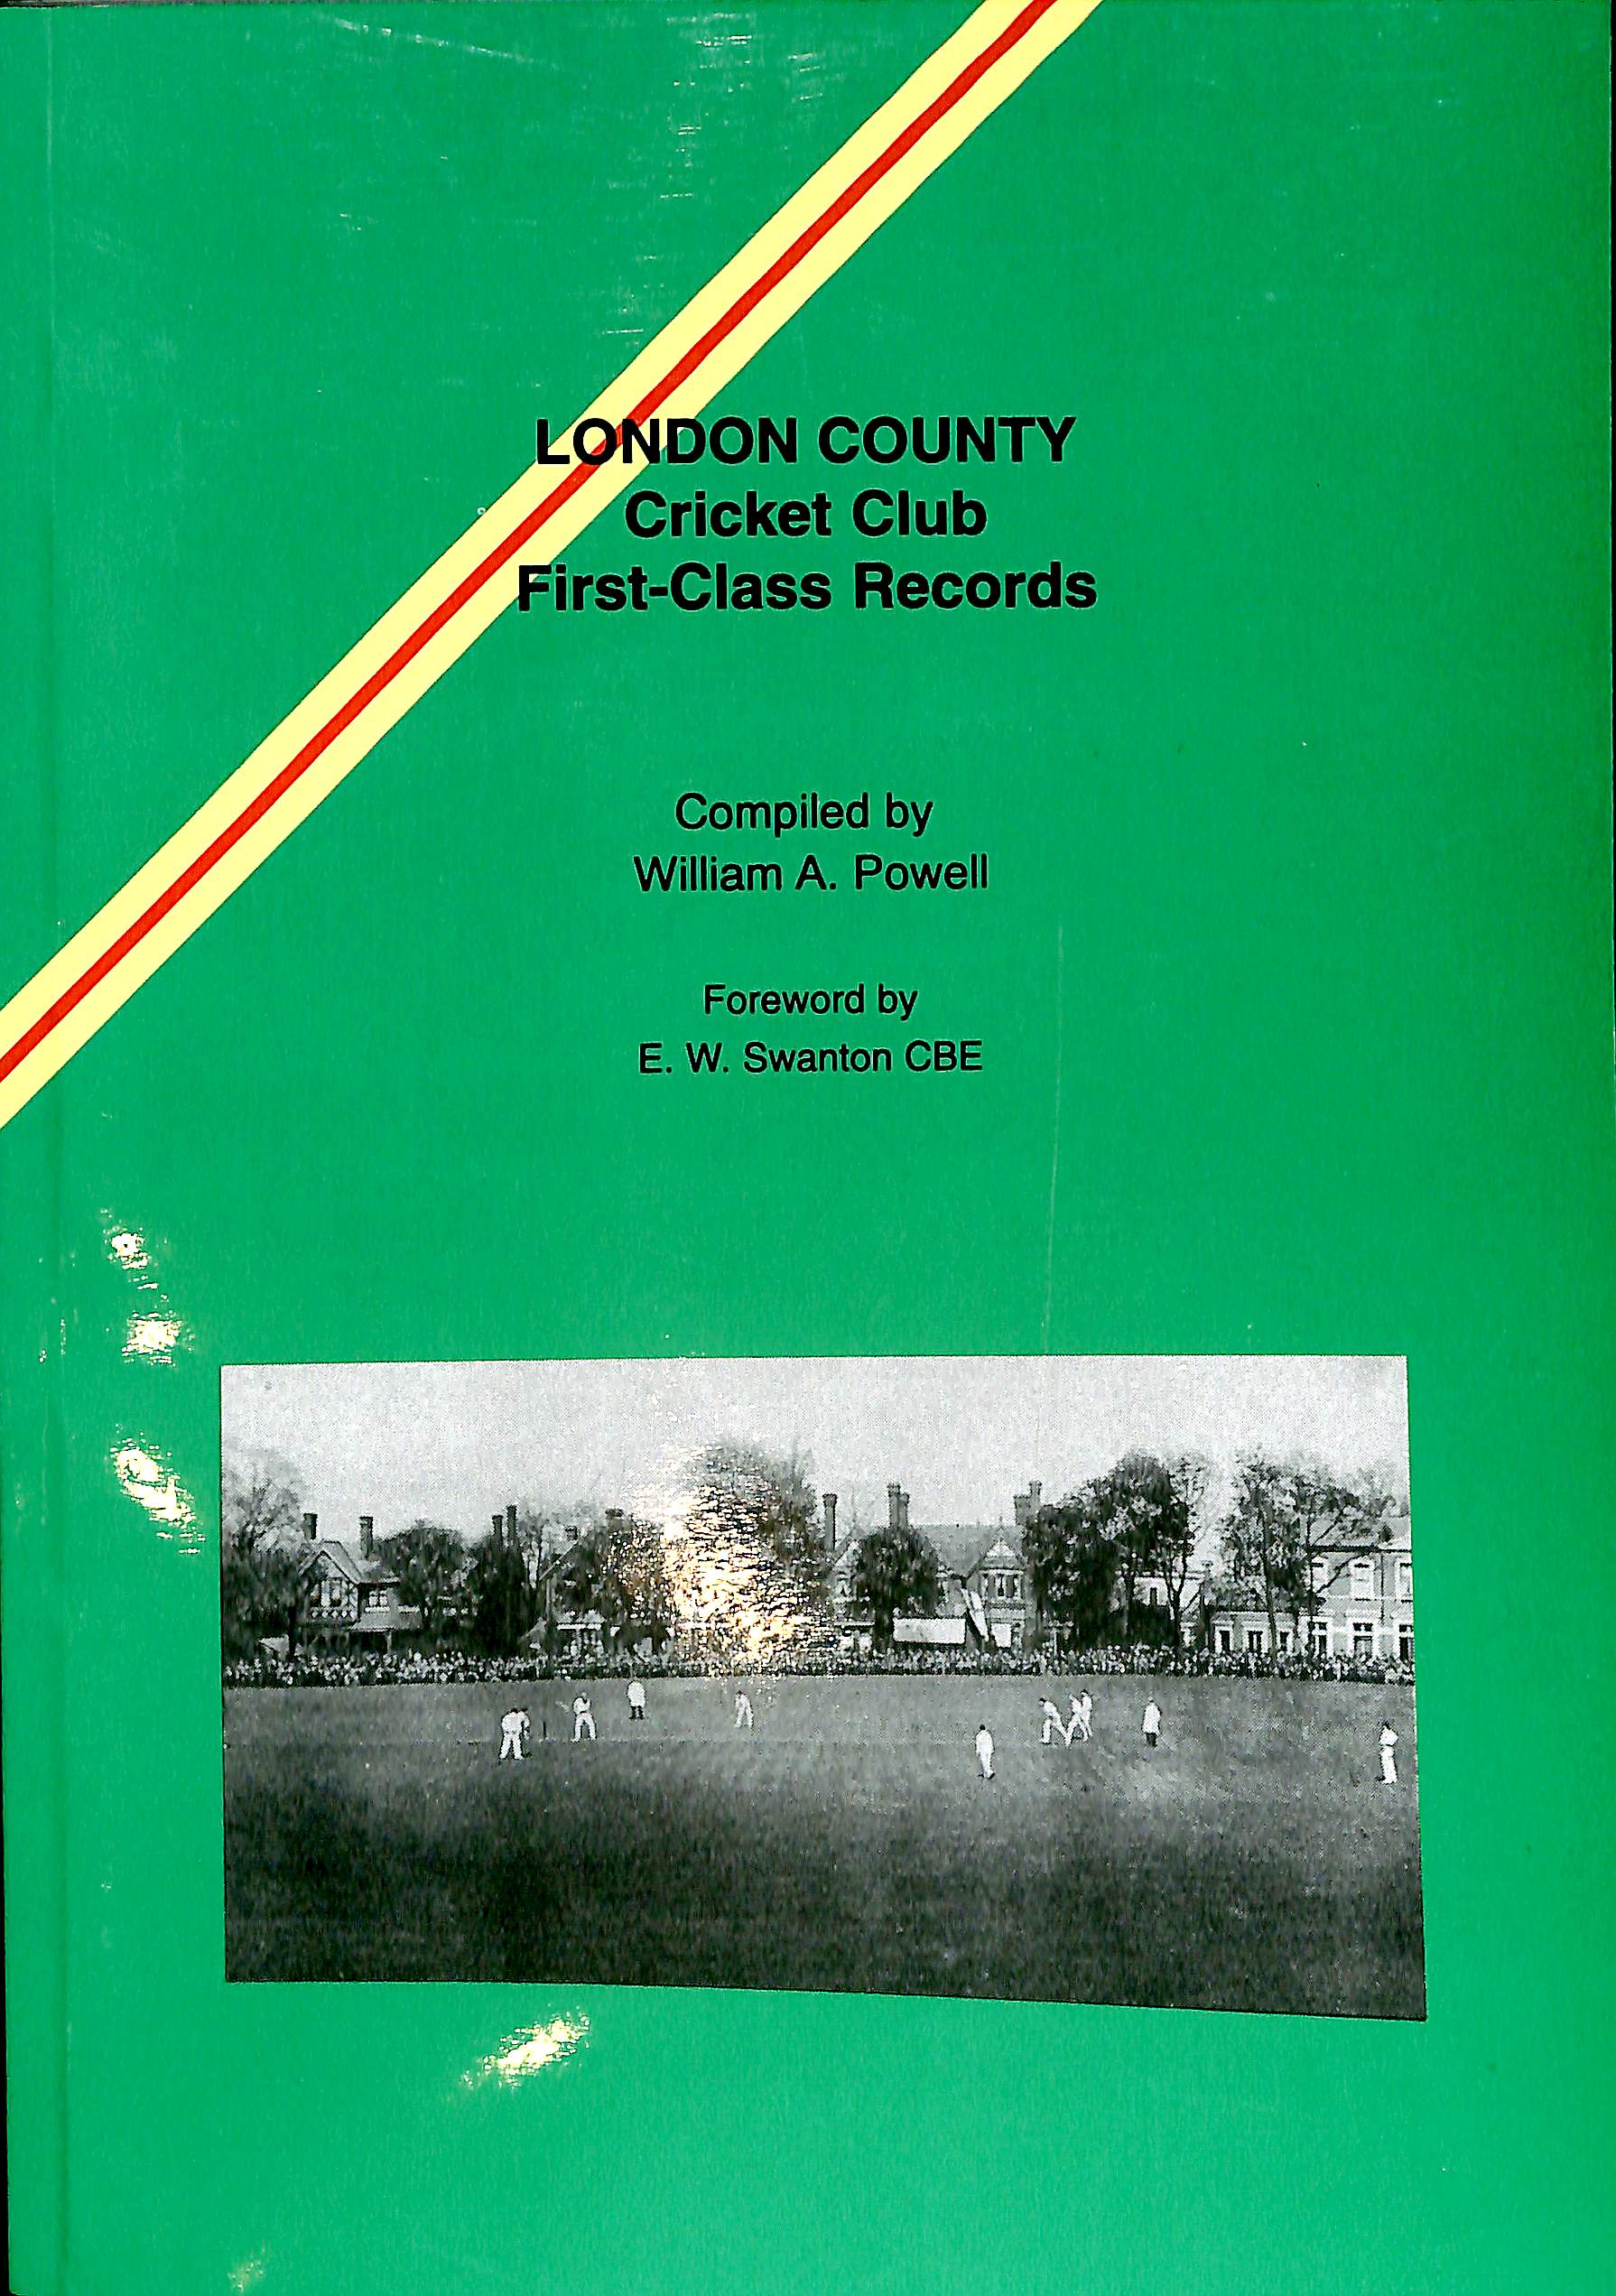 LONDON COUNTY
Cricket Club
First-Class Records
Compiled by
William A. Powell
Foreword by
E. W. Swanton CBE